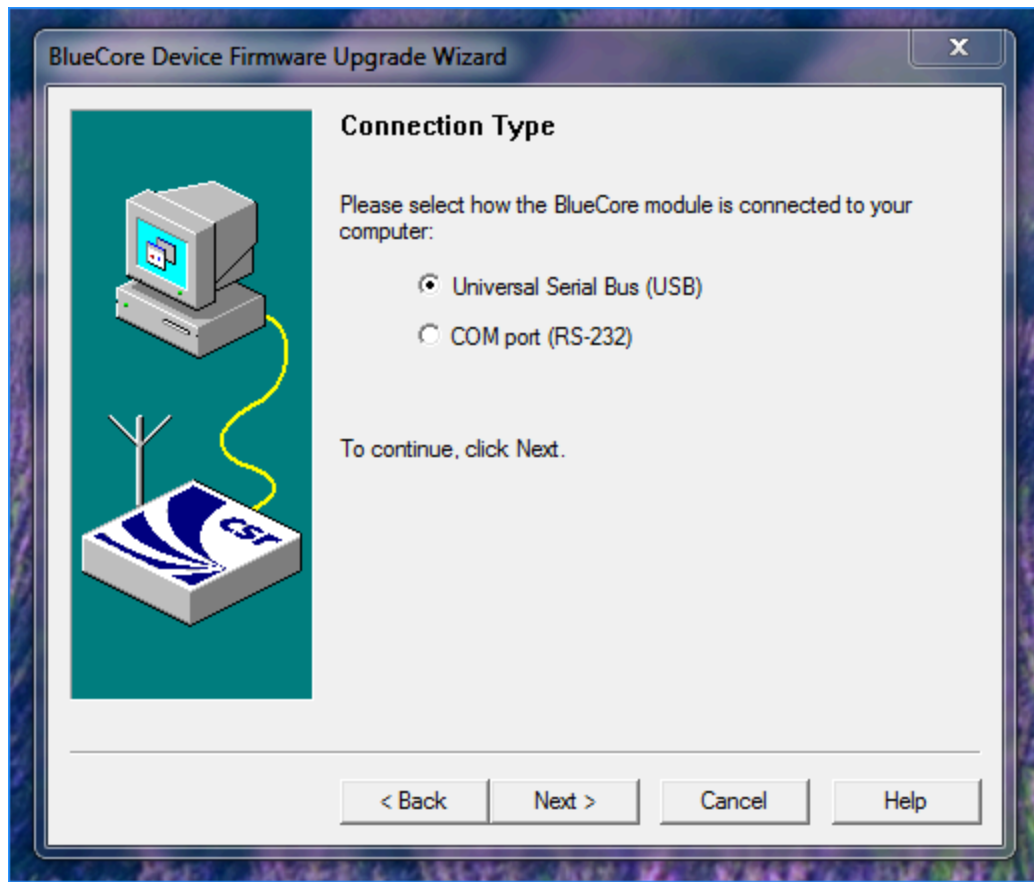 BlueCore Device Firmware Upgrade Wizard
Connection Type
Please select how the BlueCore module is connected to your
computer:
Universal Serial Bus (USB)
COM port (RS-232)
To continue, click Next.
csr
< Back
Next >
Cancel
Help